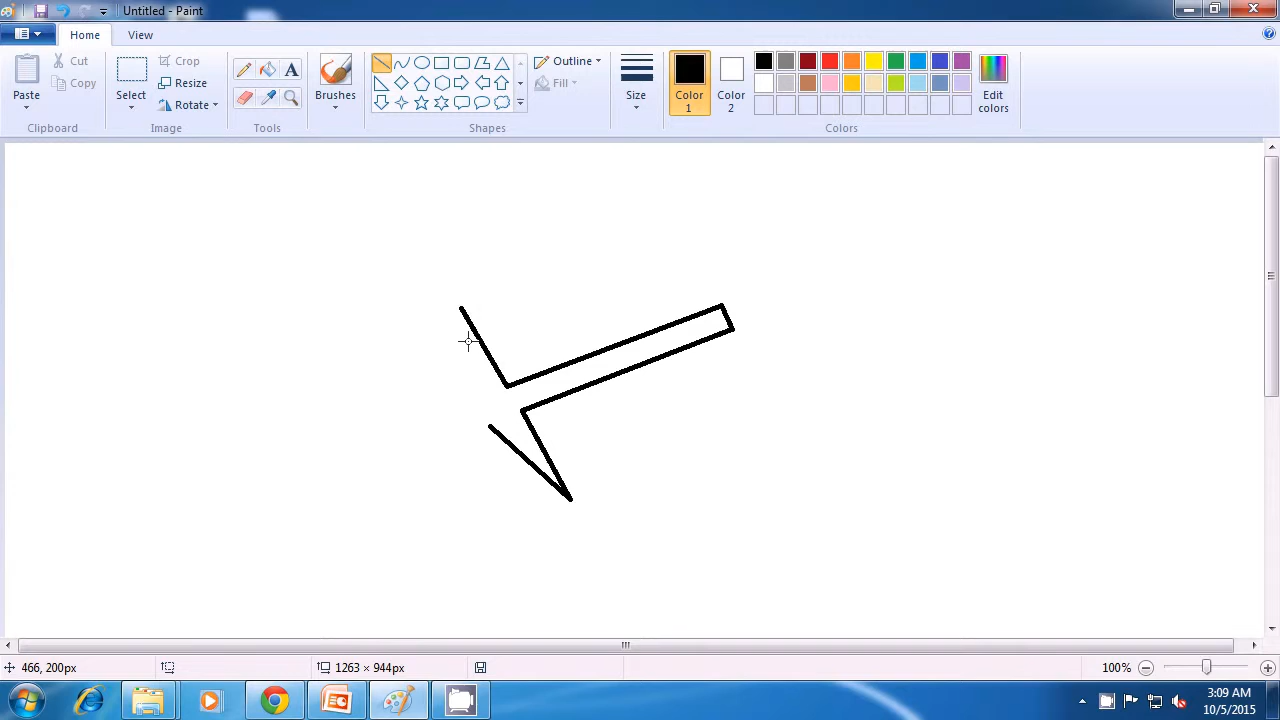 Untitled - Paint
Home
View
Paste
Cut
Copy
Clipboard
Select
Crop
Resize
Rotate
Image
A
Tools
Brushes
Shapes
Outline
Fill
Size
Color
1
Color
2
Colors
Edit
colors
466, 200px
1263 × 944px
100%
3:09 AM
10/5/2015